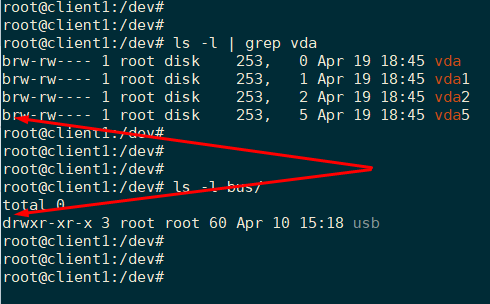 root@client1:/dev#
root@client1:/dev#
root@client1:/dev# ls -l | grep vda
brw-rw---- 1 root disk    253,   0 Apr 19 18:45 vda
brw-rw---- 1 root disk    253,   1 Apr 19 18:45 vda1
brw-rw---- 1 root disk    253,   2 Apr 19 18:45 vda2
brw-rw---- 1 root disk    253,   5 Apr 19 18:45 vda5
root@client1:/dev#
root@client1:/dev#
root@client1:/dev#
root@client1:/dev# ls -l bus/
total 0
drwxr-xr-x 3 root root 60 Apr 10 15:18 usb
root@client1:/dev#
root@client1:/dev#
root@client1:/dev#